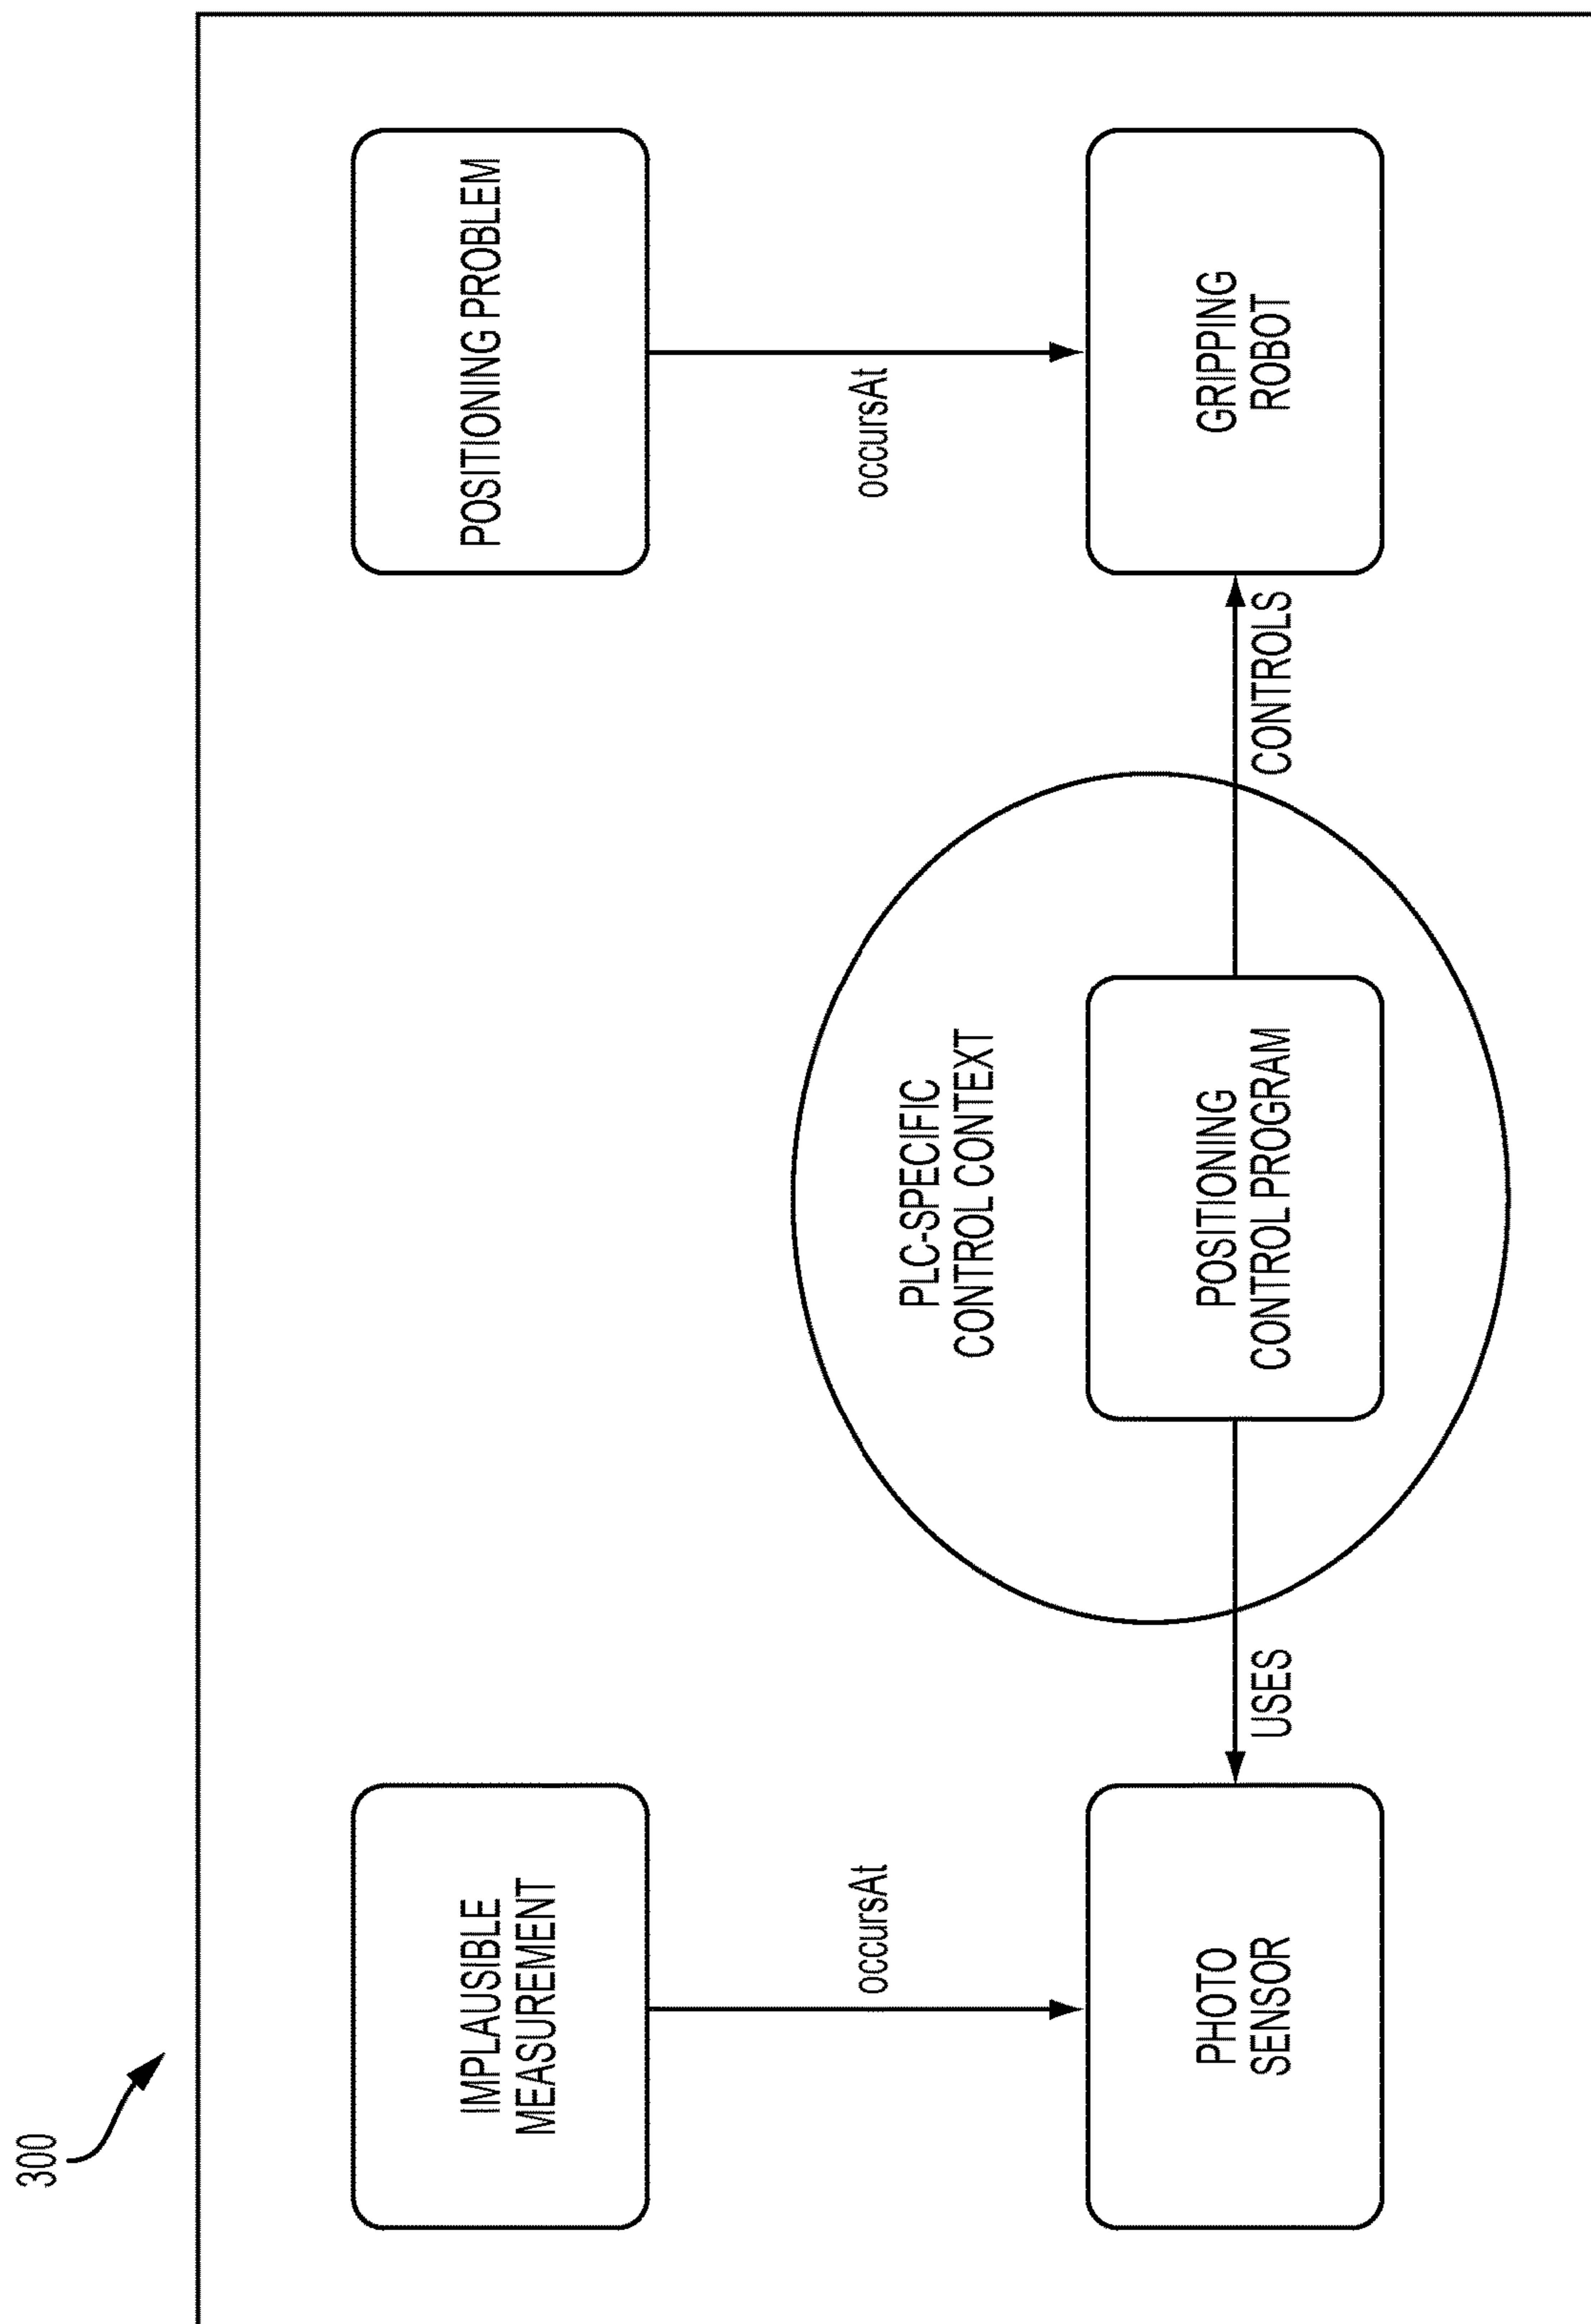 300
IMPLAUSIBLE
MEASUREMENT
POSITIONING PROBLEM
occursAt
occursAt
PLC-SPECIFIC
CONTROL CONTEXT
PHOTO
SENSOR
USES
POSITIONING
CONTROL PROGRAM
CONTROLS
GRIPPING
ROBOT